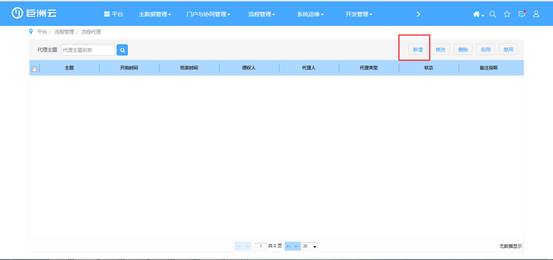 巨洲云 平台 主数据管理 门户与协同管理 流程管理 系统运维 开发管理
平台 / 流程管理 / 流程代理
代理主题 代理主题名称 新增 修改 删除 启用 禁用
主题 开始时间 结束时间 授权人 代理人 代理类型 状态 备注说明
1 共 0 页 20 无数据显示